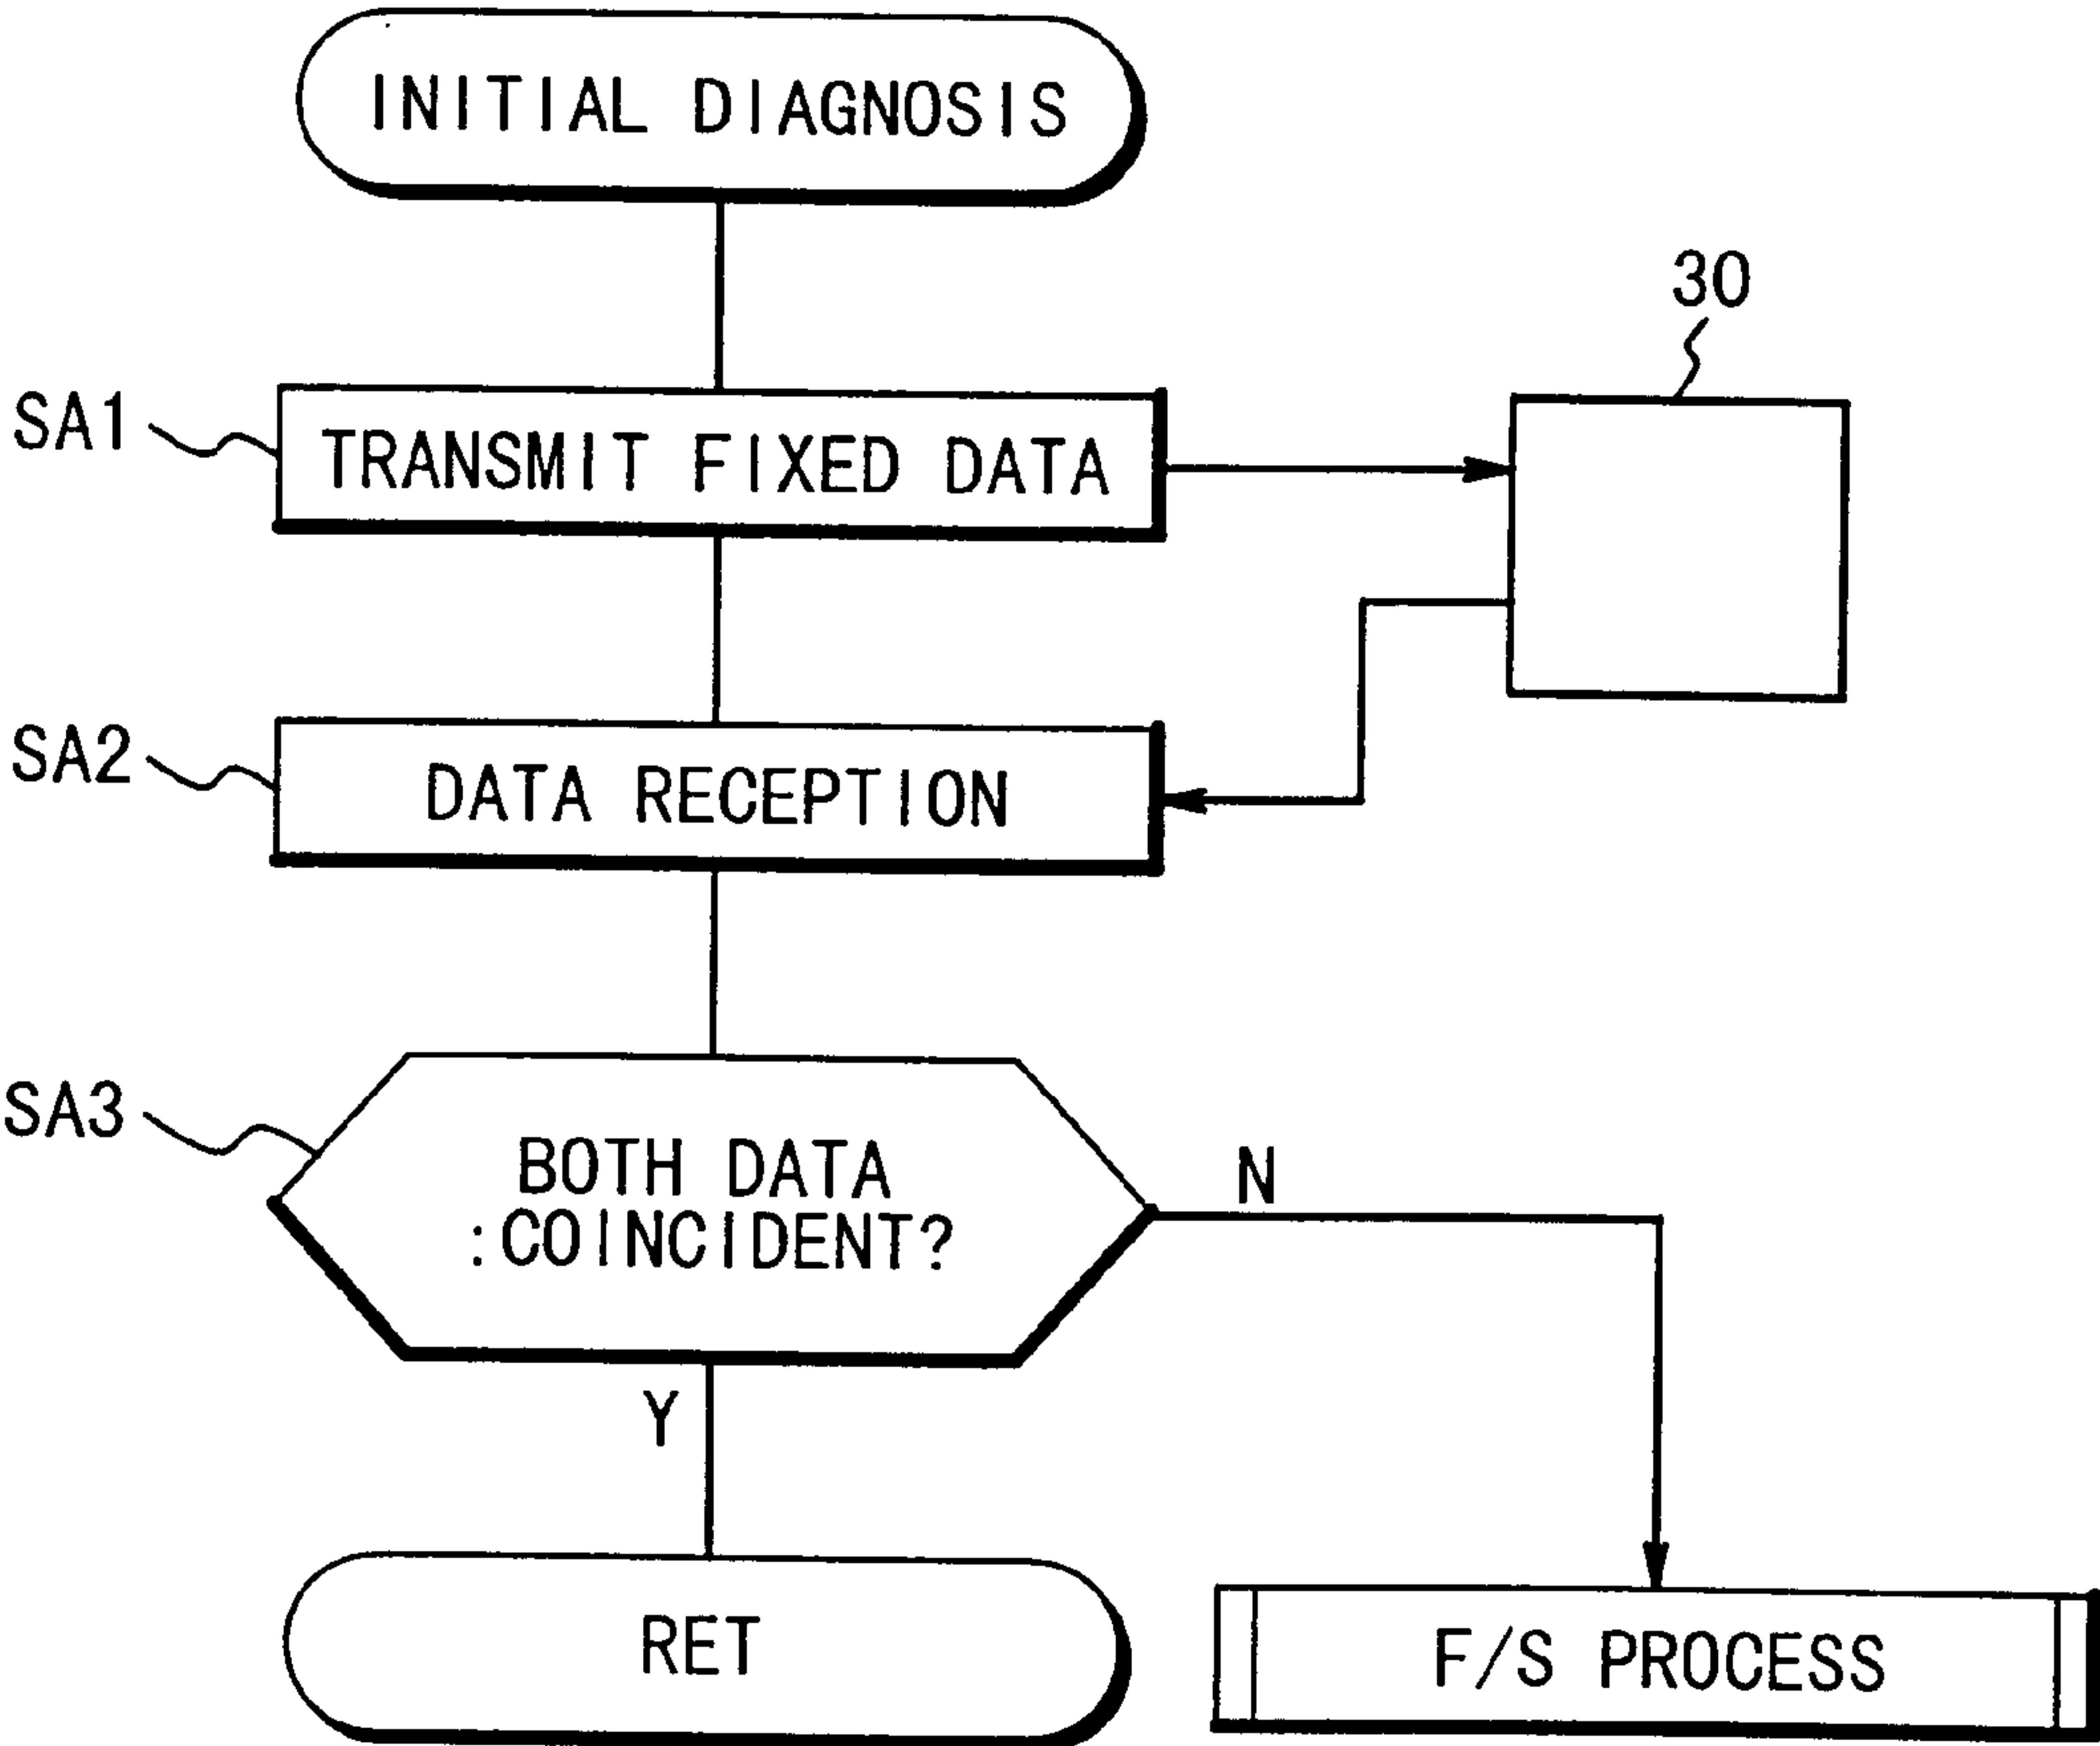 INITIAL DIAGNOSIS
30
SA1
TRANSMIT FIXED DATA
SA2
DATA RECEPTION
SA3
BOTH DATA
:COINCIDENT?
N
Y
RET
F/S PROCESS